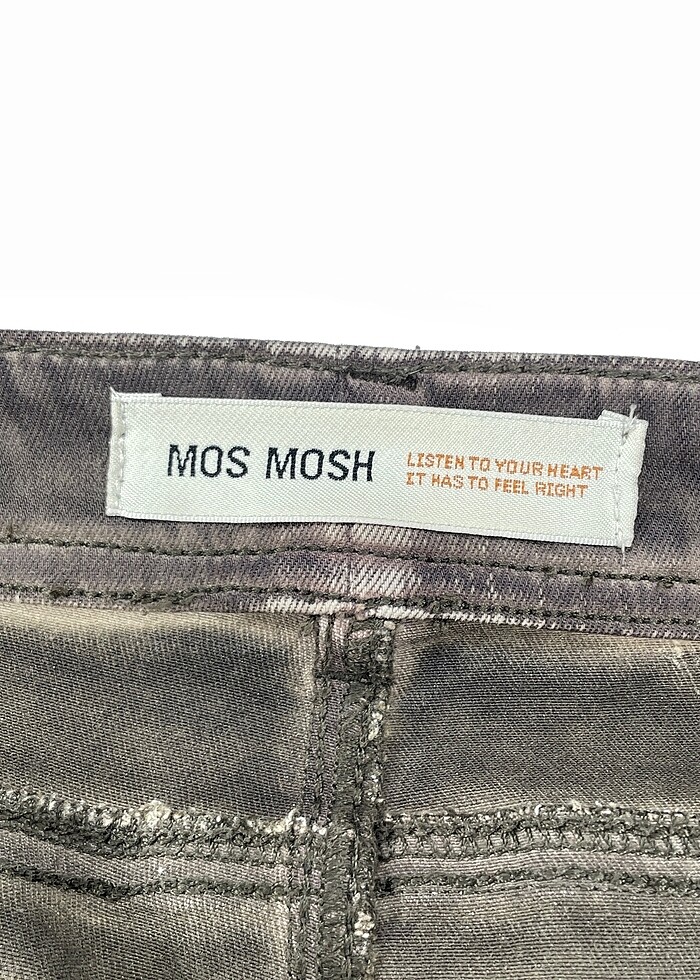 MOS MOSH
LISTEN TO YOUR HEART
IT HAS TO FEEL RIGHT